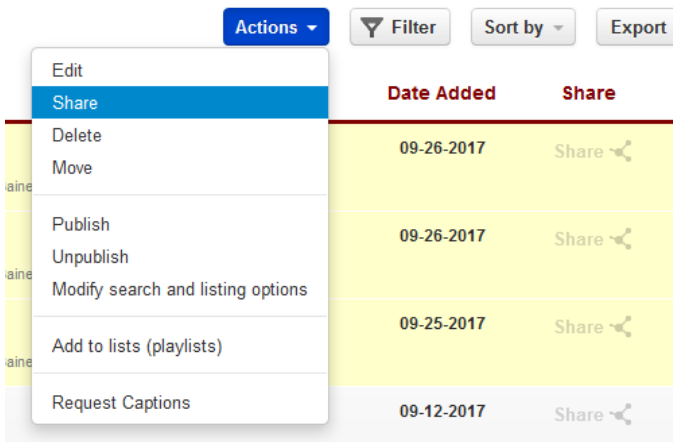 Actions Filter Sort by Export
Edit
Share
Delete
Move
Publish
Unpublish
Modify search and listing options
Add to lists (playlists)
Request Captions
Date Added Share
09-26-2017 Share
09-26-2017 Share
09-25-2017 Share
09-12-2017 Share